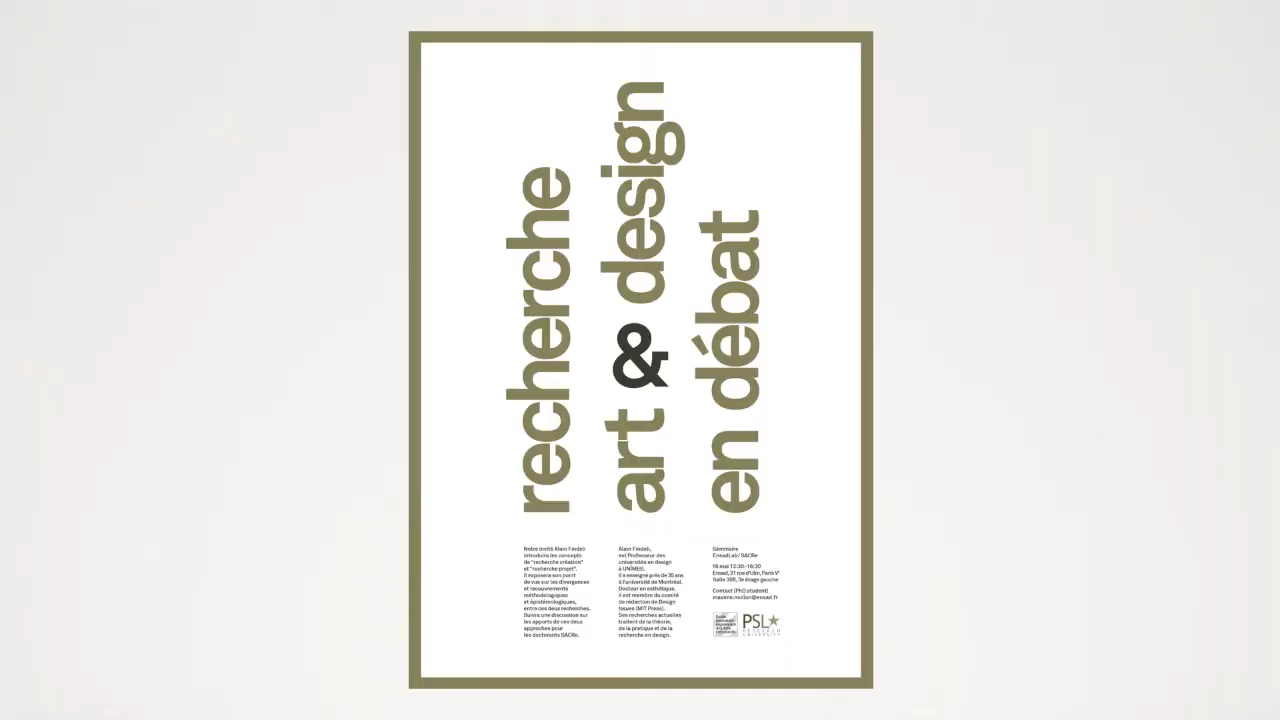 recherche
art & design
en débat
Notre invité Alain Findeli
introduira les concepts
de "recherche création"
et "recherche projet".
Il exposera son point
de vue sur les divergences
et recouvrements
méthodologiques
et épistémologiques,
entre ces deux recherches.
Suivra une discussion sur
les apports de ces deux
approches pour
les doctorants SACRe.
Alain Findeli,
est Professeur des
universités en design
à UNÎMES.
Il a enseigné près de 30 ans
à l'université de Montréal.
Docteur en esthétique,
il est membre du comité
de rédaction de Design
Issues (MIT Press).
Ses recherches actuelles
traitent de la théorie,
de la pratique et de la
recherche en design.
Séminaire
EnsadLab/ SACRe
16 mai 13:30–16:30
Ensad, 31 rue d'Ulm, Paris Vᵉ
Salle 308, 3e étage gauche
Contact (PhD student)
maxime.mollon@ensad.fr
PSL★
RESEARCH
UNIVERSITY